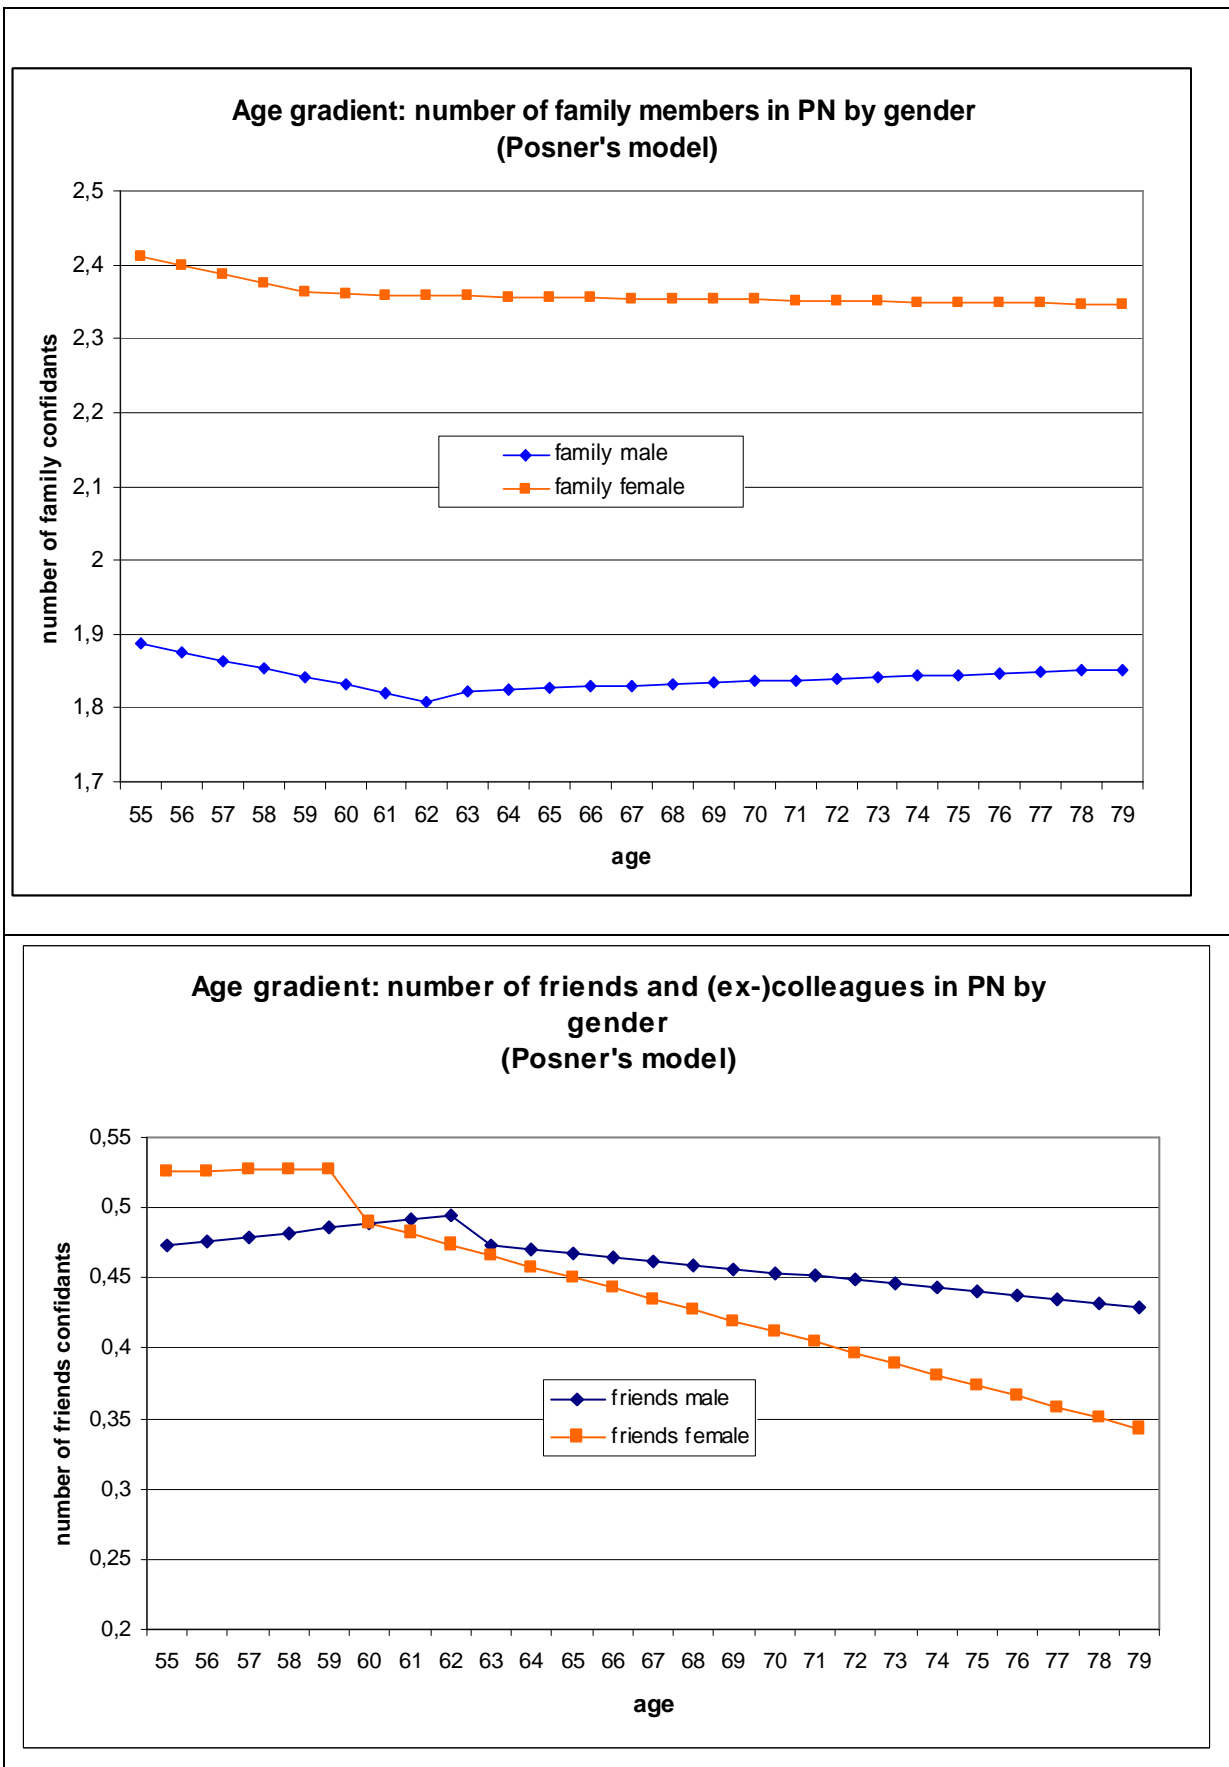 Age gradient: number of family members in PN by gender
(Posner's model)
2,5
2,4
2,3
2,2
2,1
2
1,9
1,8
1,7
number of family confidants
family male
family female
55 56 57 58 59 60 61 62 63 64 65 66 67 68 69 70 71 72 73 74 75 76 77 78 79
age
Age gradient: number of friends and (ex-)colleagues in PN by
gender
(Posner's model)
0,55
0,5
0,45
0,4
0,35
0,3
0,25
0,2
number of friends confidants
friends male
friends female
55 56 57 58 59 60 61 62 63 64 65 66 67 68 69 70 71 72 73 74 75 76 77 78 79
age